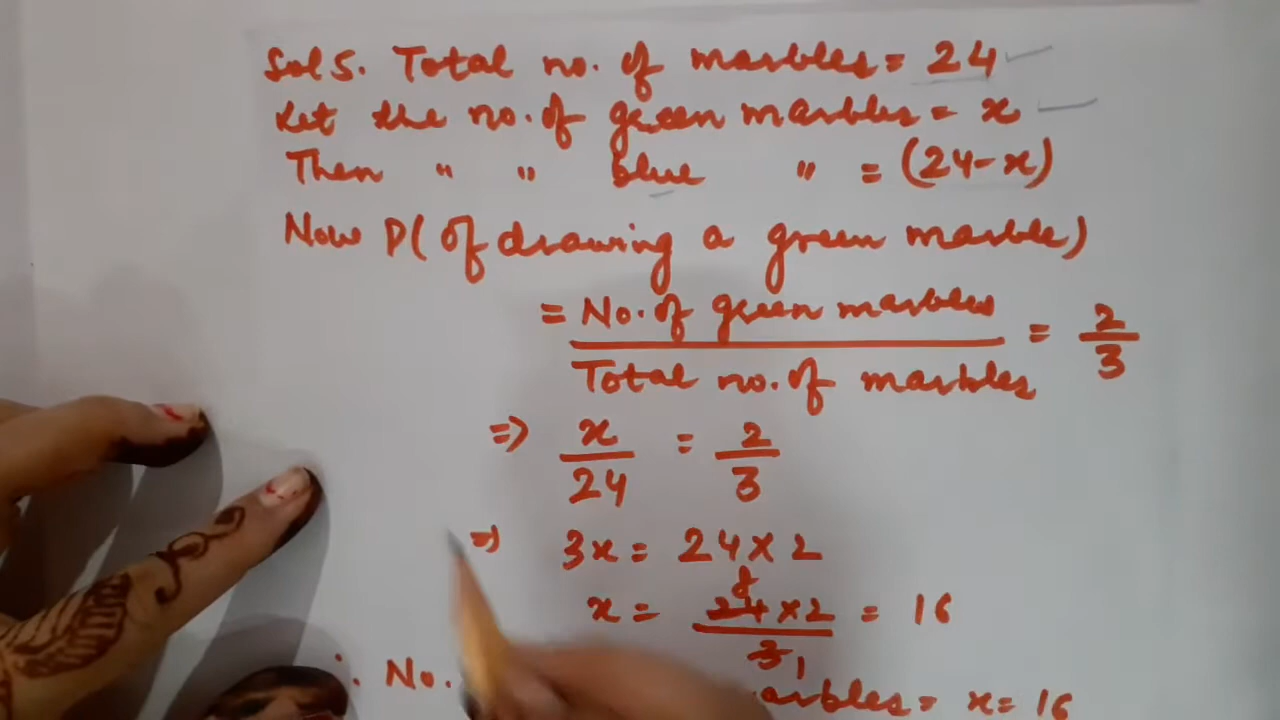 Sol 5. Total no. of marbles = 24
Let the no. of green marbles = x
Then " " blue " = (24-x)
Now P( of drawing a green marble)
= No. of green marbles / Total no. of marbles = 2/3
=> x/24 = 2/3
=> 3x = 24 x 2
x = 24 x 2 / 3 = 16
8
1
∴ No. marbles = x = 16